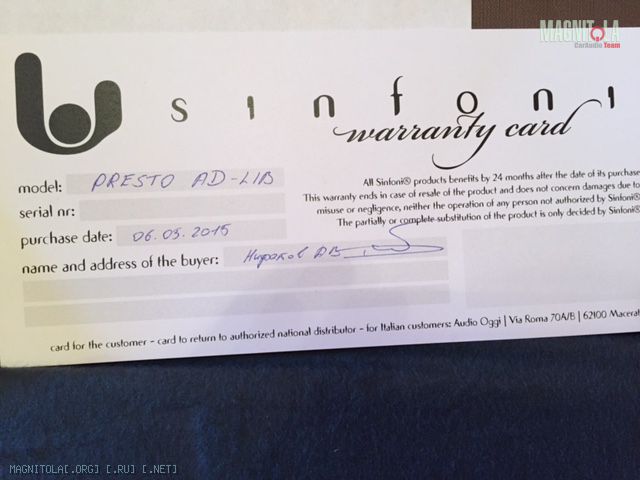 MAGNITOLA
CarAudio Team
sinfoni
warranty card
model: PRESTO AD-LIB
All Sinfoni® products benefits by 24 months after the date of its purchase
This warranty ends in case of resale of the product and does not concern damages due to
serial nr:
misuse or negligence, neither the operation of any person not authorized by Sinfoni®
The partially or complete substitution of the product is only decided by Sinfoni®
purchase date: 06.05.2015
name and address of the buyer: АВ
card for the customer - card to return to authorized national distributor - for Italian customers: Audio Oggi | Via Roma 70A/B | 62100 Macerat
MAGNITOLA[.ORG] [.RU] [.NET]